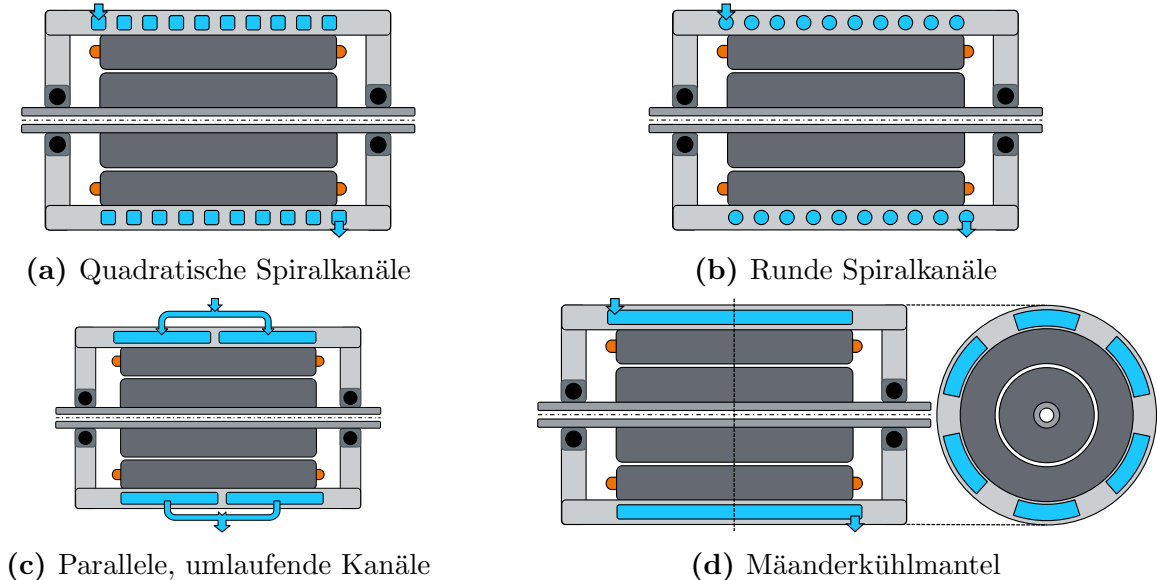 (a) Quadratische Spiralkanäle
(b) Runde Spiralkanäle
(c) Parallele, umlaufende Kanäle
(d) Mäanderkühlmantel